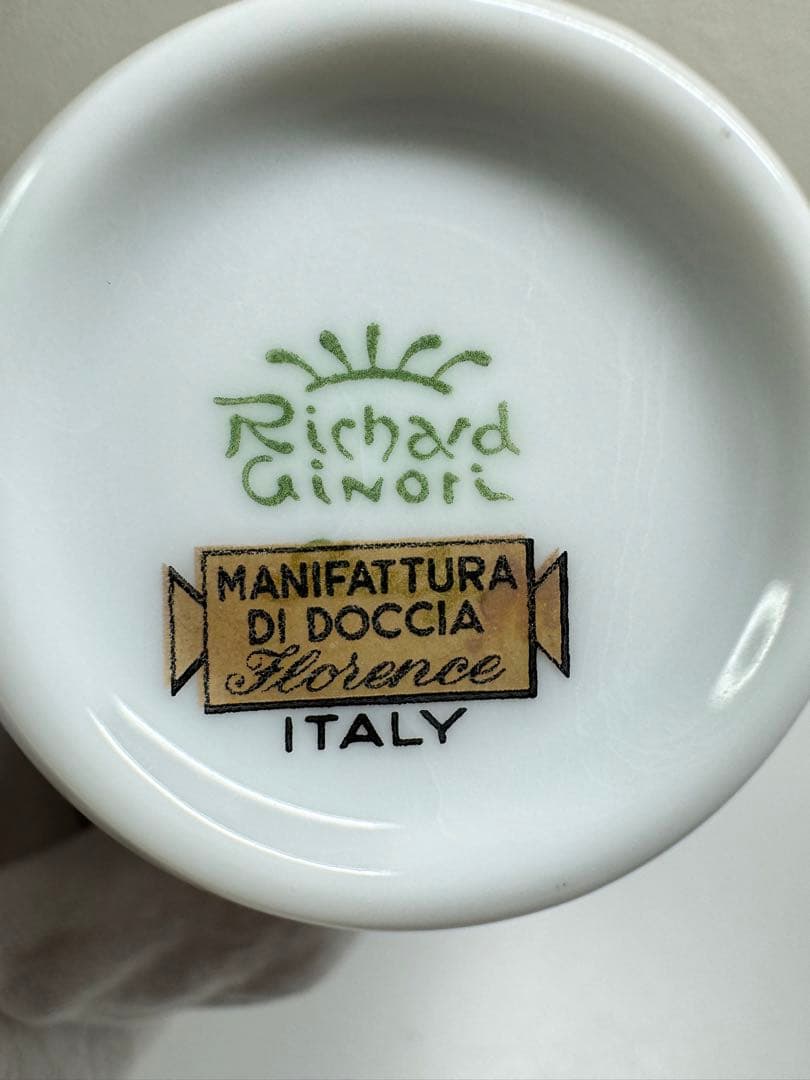 Richard
GiNori
MANIFATTURA
DI DOCCIA
Florence
ITALY